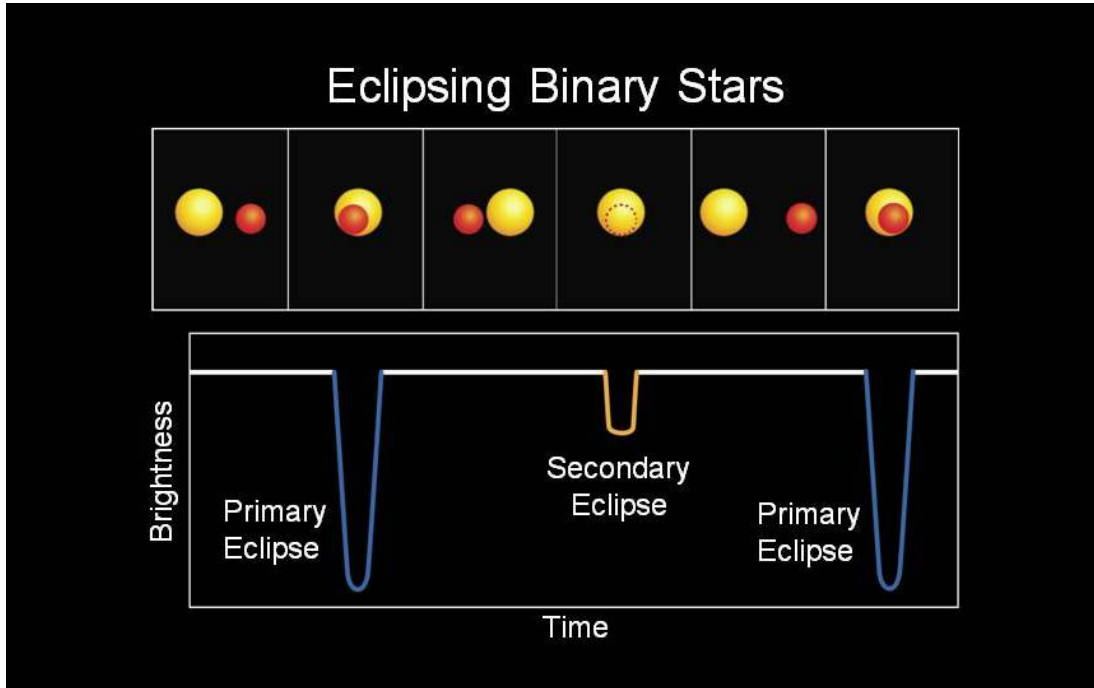 Eclipsing Binary Stars
Brightness
Primary
Eclipse
Secondary
Eclipse
Primary
Eclipse
Time